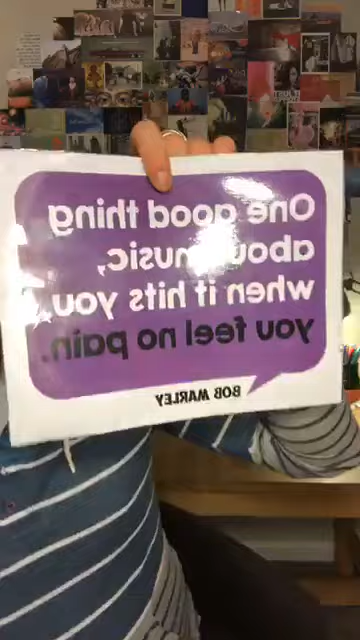 One good thing
about music,
when it hits you
you feel no pain.
BOB MARLEY